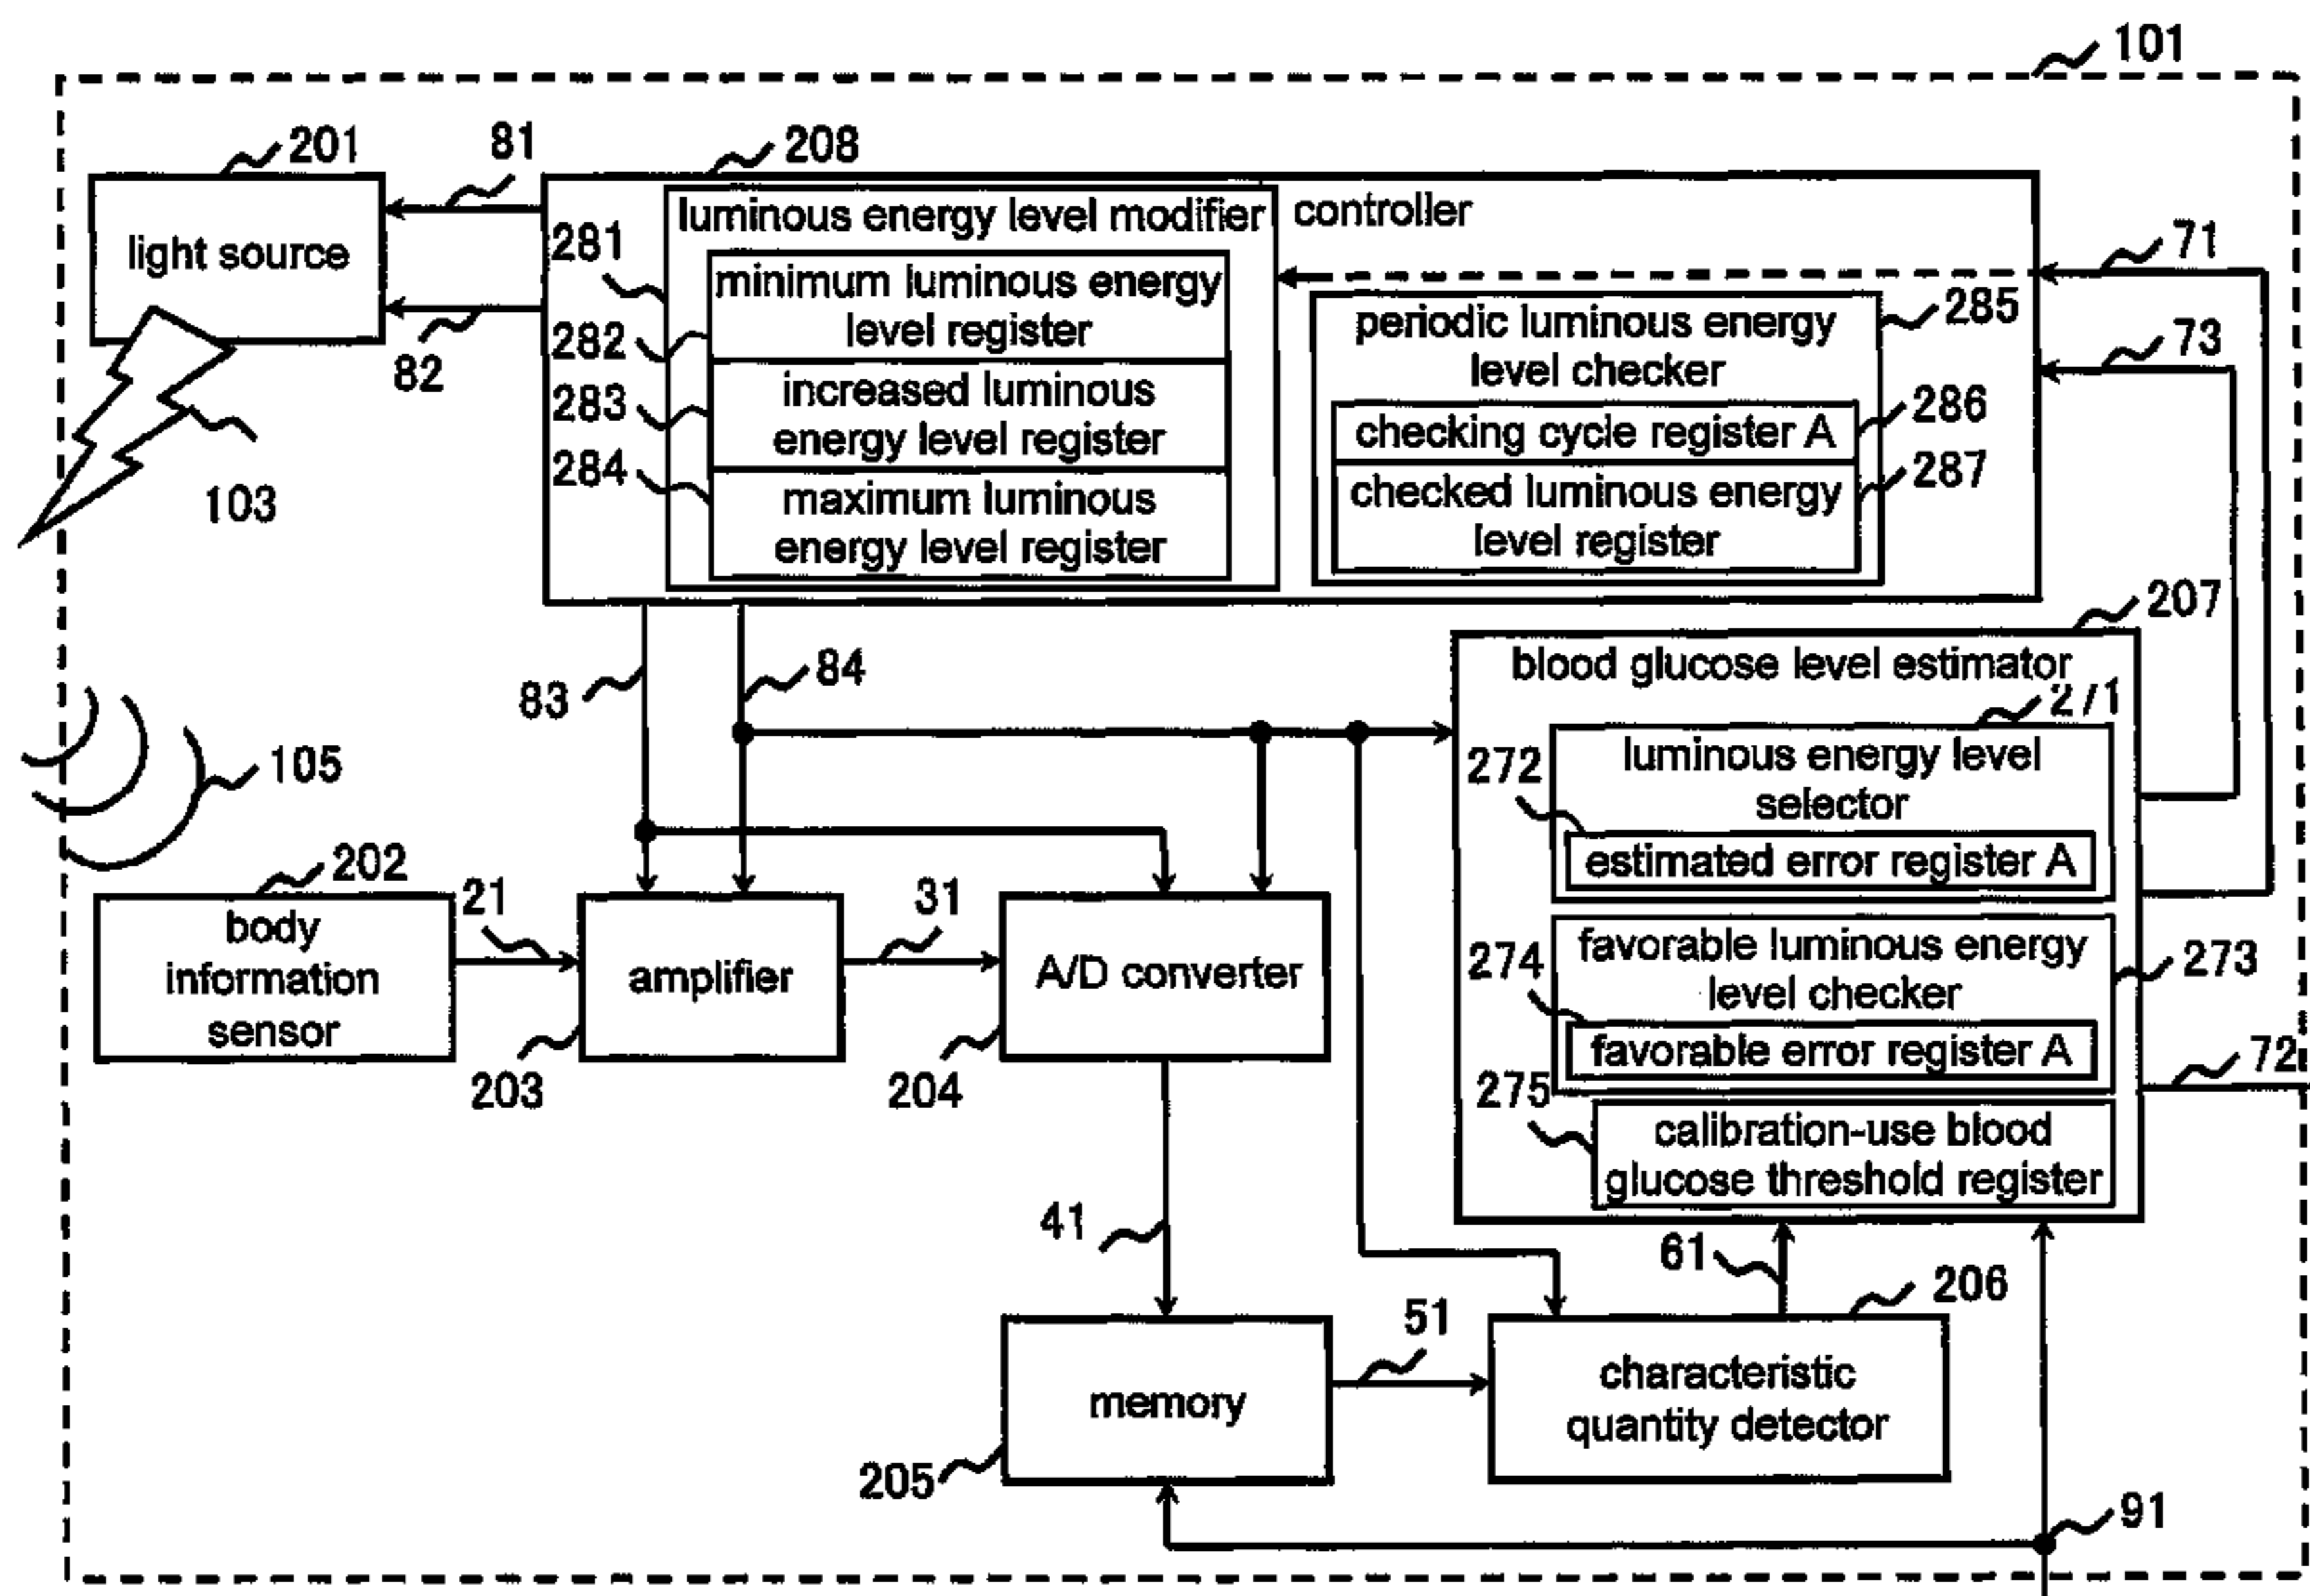 101
201
81
208
light source
82
103
281
luminous energy level modifier
controller
282
minimum luminous energy
level register
283
increased luminous
energy level register
284
maximum luminous
energy level register
71
periodic luminous energy
level checker
285
73
checking cycle register A
286
checked luminous energy
level register
287
207
83
84
blood glucose level estimator
2/1
luminous energy level
selector
272
estimated error register A
105
202
body
information
sensor
21
amplifier
203
31
A/D converter
204
favorable luminous energy
level checker
273
274
favorable error register A
72
275
calibration-use blood
glucose threshold register
41
61
206
memory
205
51
characteristic
quantity detector
91